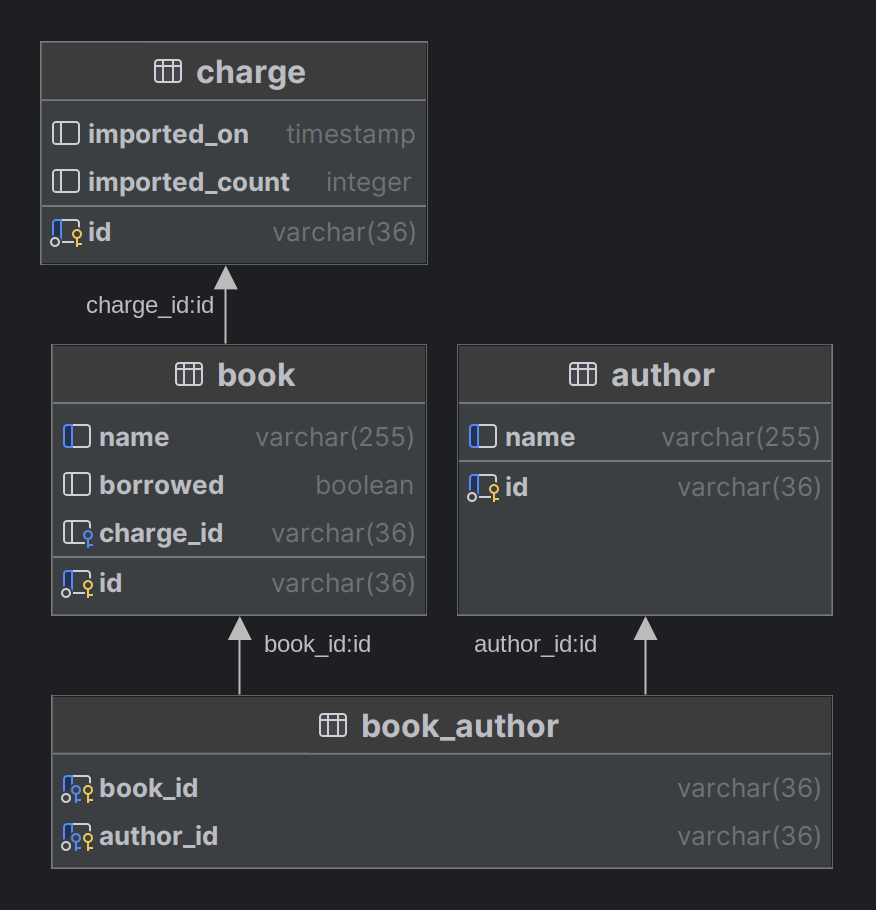 charge
imported_on timestamp
imported_count integer
id varchar(36)
charge_id:id
book
name varchar(255)
borrowed boolean
charge_id varchar(36)
id varchar(36)
author
name varchar(255)
id varchar(36)
book_id:id
author_id:id
book_author
book_id varchar(36)
author_id varchar(36)